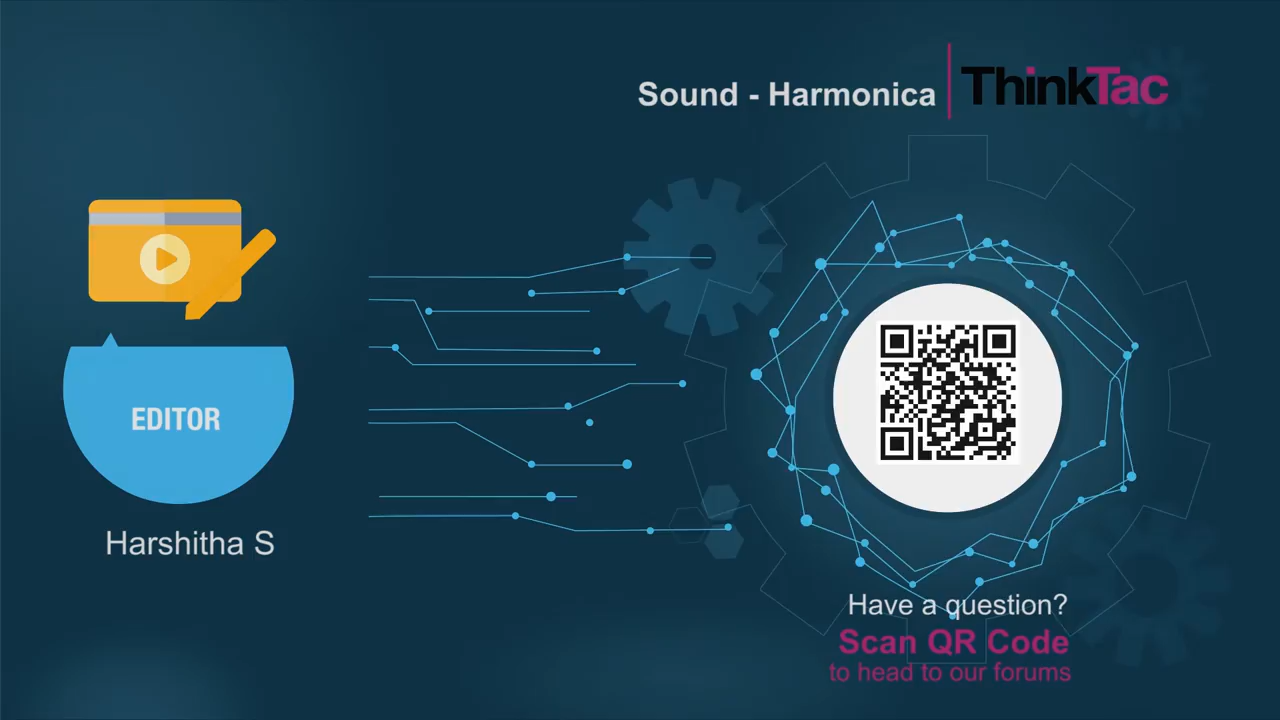 Sound - Harmonica
ThinkTac
EDITOR
Harshitha S
Have a question?
Scan QR Code
to head to our forums